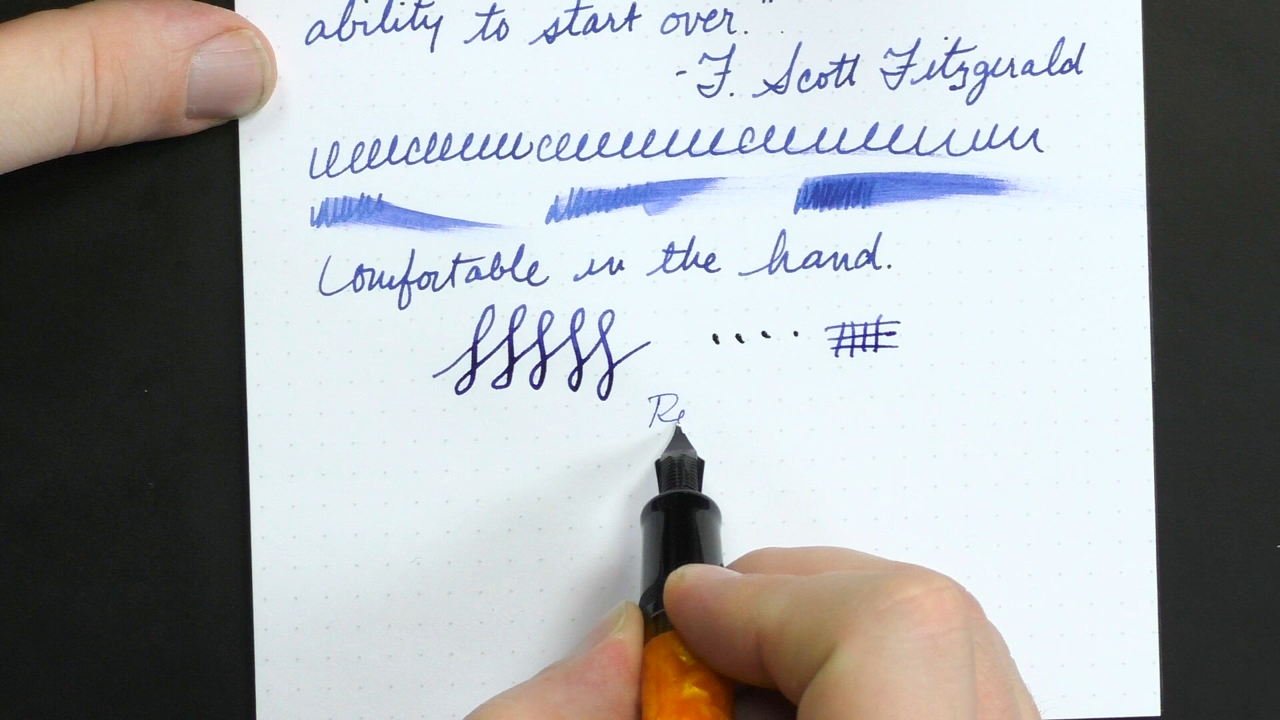 ability to start over."
-F. Scott Fitzgerald
Comfortable in the hand.
Re